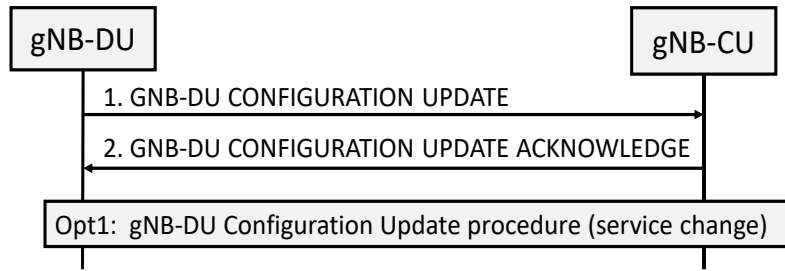 gNB-DU
gNB-CU
1. GNB-DU CONFIGURATION UPDATE
2. GNB-DU CONFIGURATION UPDATE ACKNOWLEDGE
Opt1: gNB-DU Configuration Update procedure (service change)